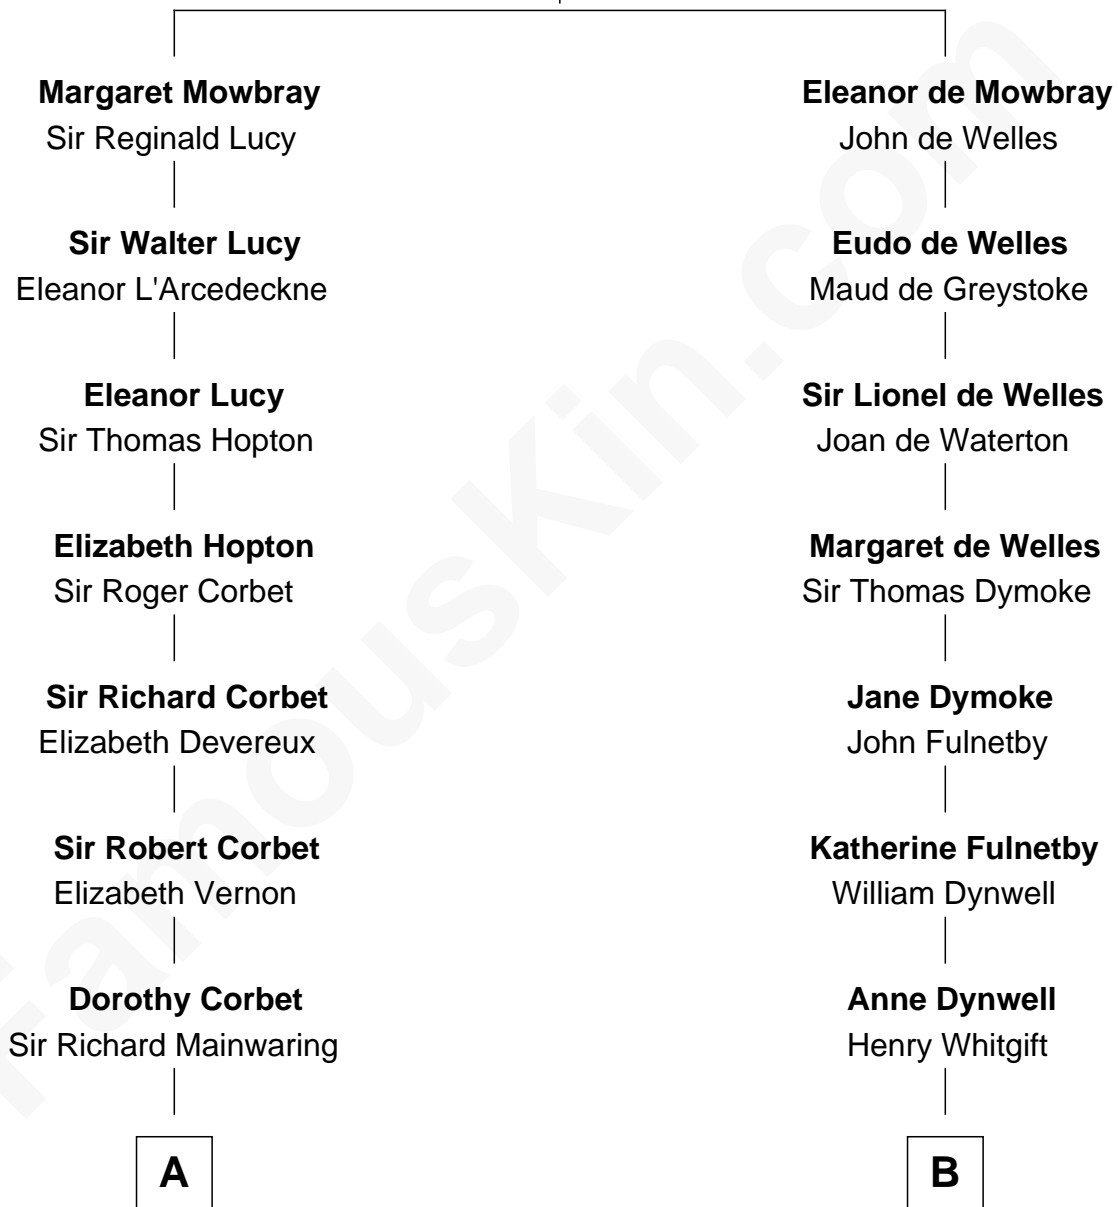 Margaret Mowbray
Sir Reginald Lucy
Sir Walter Lucy
Eleanor L'Arcedeckne
Eleanor Lucy
Sir Thomas Hopton
Elizabeth Hopton
Sir Roger Corbet
Sir Richard Corbet
Elizabeth Devereux
Sir Robert Corbet
Elizabeth Vernon
Dorothy Corbet
Sir Richard Mainwaring
A
Eleanor de Mowbray
John de Welles
Eudo de Welles
Maud de Greystoke
Sir Lionel de Welles
Joan de Waterton
Margaret de Welles
Sir Thomas Dymoke
Jane Dymoke
John Fulnetby
Katherine Fulnetby
William Dynwell
Anne Dynwell
Henry Whitgift
B
FamousKin.com